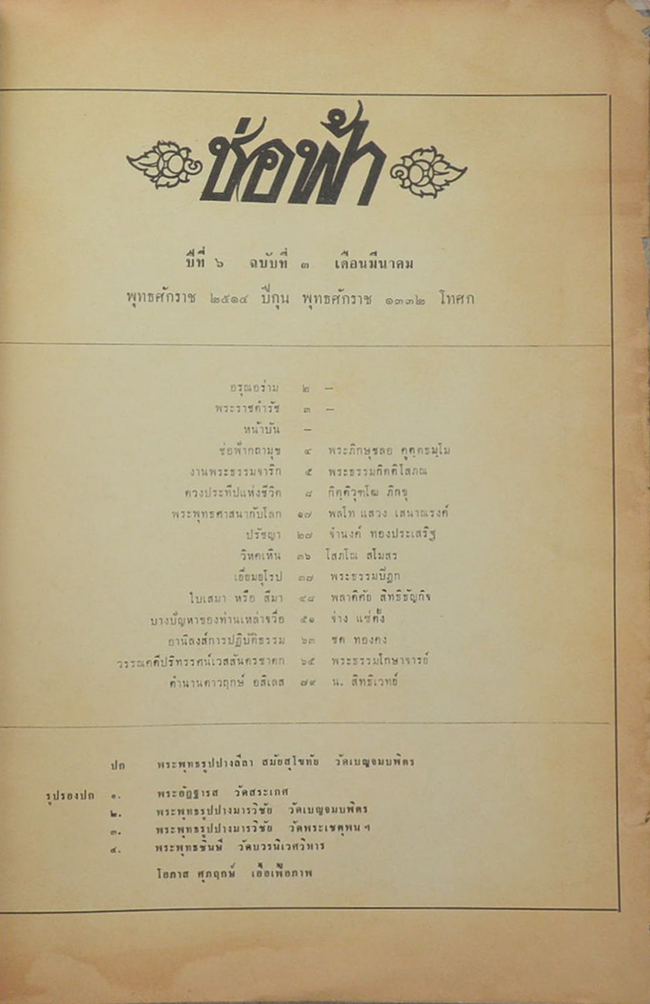 ช่อฟ้า
ปีที่ ๖ ฉบับที่ ๓ เดือนมีนาคม
พุทธศักราช ๒๕๑๔ ปีกุน พุทธศักราช ๑๓๓๒ โทศก
อรุณอร่าม ๒ –
พระราชดำรัช ๓ –
หน้าบัน –
ช่อฟ้ากถามุข ๔ พระภิกษุชลอ
งานพระธรรมจาริก ๕ พระธรรมกิตติโสภณ
ดวงประทีปแห่งชีวิต ๘ กิตฺติวุฑฺโฒ ภิกขุ
พระพุทธศาสนากับโลก ๑๗ พลโท แสวง เสนาณรงค์
ปรัชญา ๒๗ จำนงค์ ทองประเสริฐ
วิหคเหิน ๓๖ โสภโณ สโมสร
เยี่ยมยุโรป ๓๗ พระธรรมปิฎก
ใบเสมา หรือ สีมา ๔๘ พลาดิศัย สิทธิธัญกิจ
บางปัญหาของท่านเหล่าจวื้อ ๕๑ จ่าง แซ่ตั้ง
อานิสงส์การปฏิบัติธรรม ๖๓ ชด ทองคง
วรรณคดีปริทรรศน์เวสสันดรชาดก ๖๕ พระธรรมโกษาจารย์
ตำนานดาวฤกษ์ อสิเลส ๗๙ น. สิทธิเวทย์
ปก พระพุทธรูปปางลีลา สมัยสุโขทัย วัดเบญจมบพิตร
รูปรองปก ๑. พระอัฏฐารส วัดสระเกศ
๒. พระพุทธรูปปางมารวิชัย วัดเบญจมบพิตร
๓. พระพุทธรูปปางมารวิชัย วัดพระเชตุพน ฯ
๔. พระพุทธชินษี วัดบวรนิเวศวิหาร
โอภาส ศุภฤกษ์ เอื้อเฟื้อภาพ